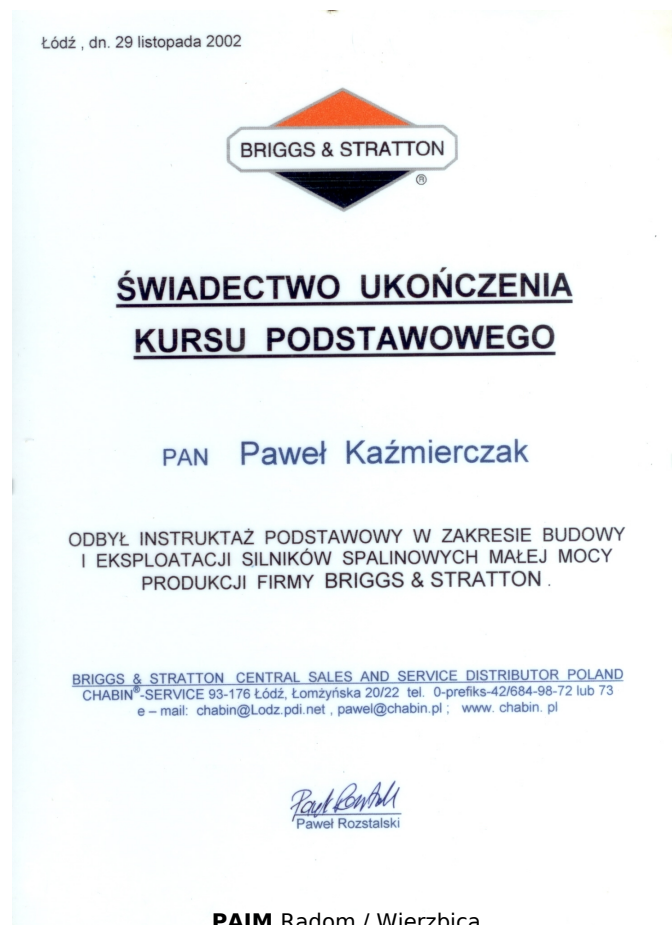 Łódź , dn. 29 listopada 2002
BRIGGS & STRATTON
®
ŚWIADECTWO UKOŃCZENIA
KURSU PODSTAWOWEGO
PAN Paweł Kaźmierczak
ODBYŁ INSTRUKTAŻ PODSTAWOWY W ZAKRESIE BUDOWY
I EKSPLOATACJI SILNIKÓW SPALINOWYCH MAŁEJ MOCY
PRODUKCJI FIRMY BRIGGS & STRATTON .
BRIGGS & STRATTON CENTRAL SALES AND SERVICE DISTRIBUTOR POLAND
CHABIN®-SERVICE 93-176 Łódź, Łomżyńska 20/22 tel. 0-prefiks-42/684-98-72 lub 73
e – mail: chabin@Lodz.pdi.net , pawel@chabin.pl ; www. chabin. pl
Paweł Rozstalski
PAIM Radom / Wierzbica